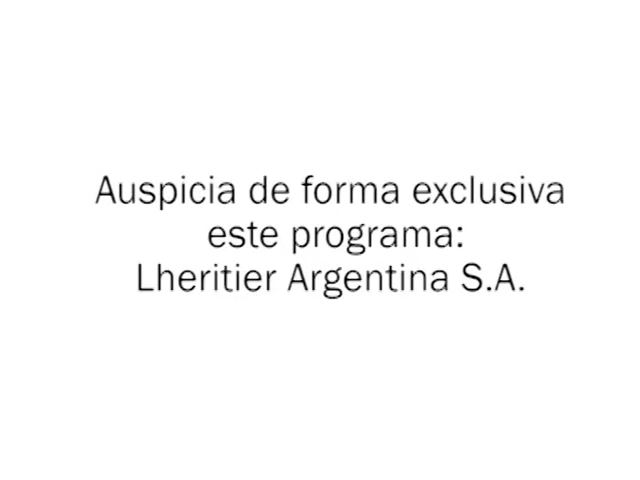 Auspicia de forma exclusiva
este programa:
Lheritier Argentina S.A.